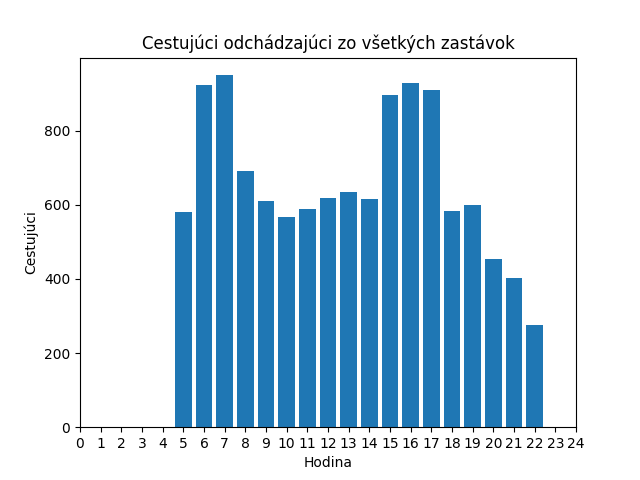 Cestujúci odchádzajúci zo všetkých zastávok
Cestujúci
800
600
400
200
0
0 1 2 3 4 5 6 7 8 9 10 11 12 13 14 15 16 17 18 19 20 21 22 23 24
Hodina